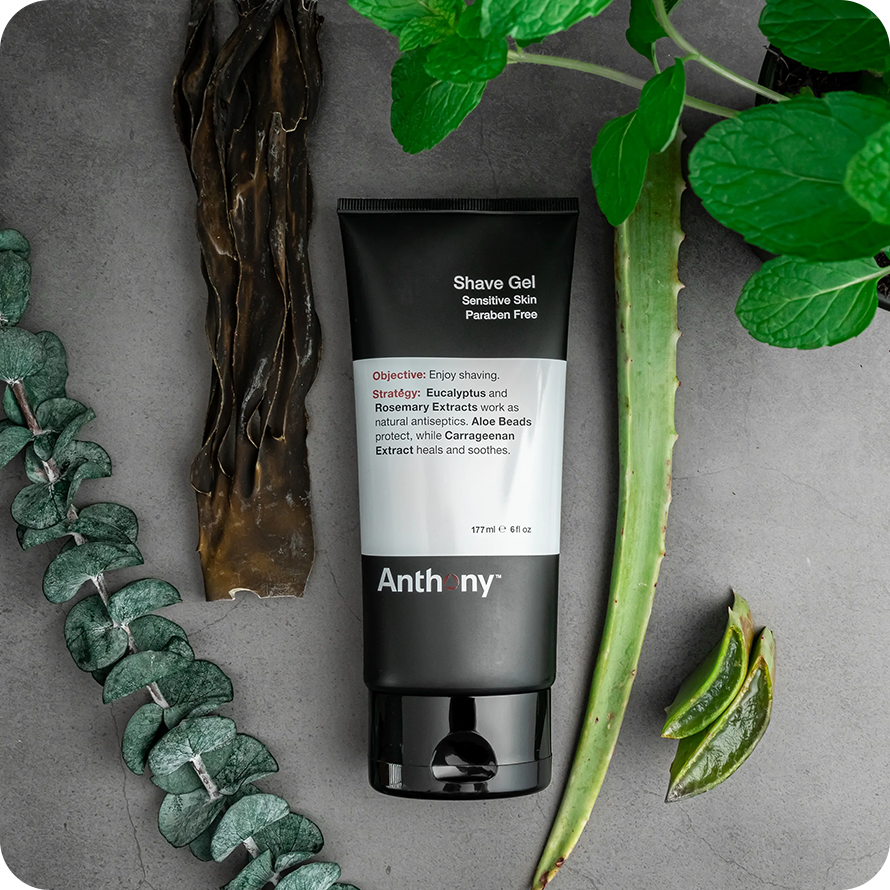 Shave Gel
Sensitive Skin
Paraben Free
Objective: Enjoy shaving.
Strategy: Eucalyptus and
Rosemary Extracts work as
natural antiseptics. Aloe Beads
protect, while Carrageenan
Extract heals and soothes.
177 ml ℮ 6 fl oz
Anthony™